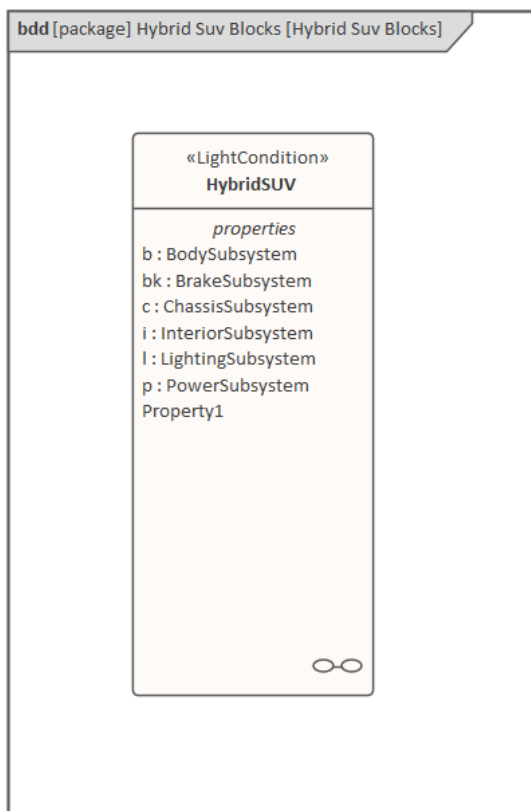 bdd [package] Hybrid Suv Blocks [Hybrid Suv Blocks]
«LightCondition»
HybridSUV
properties
b : BodySubsystem
bk : BrakeSubsystem
c : ChassisSubsystem
i : InteriorSubsystem
l : LightingSubsystem
p : PowerSubsystem
Property1